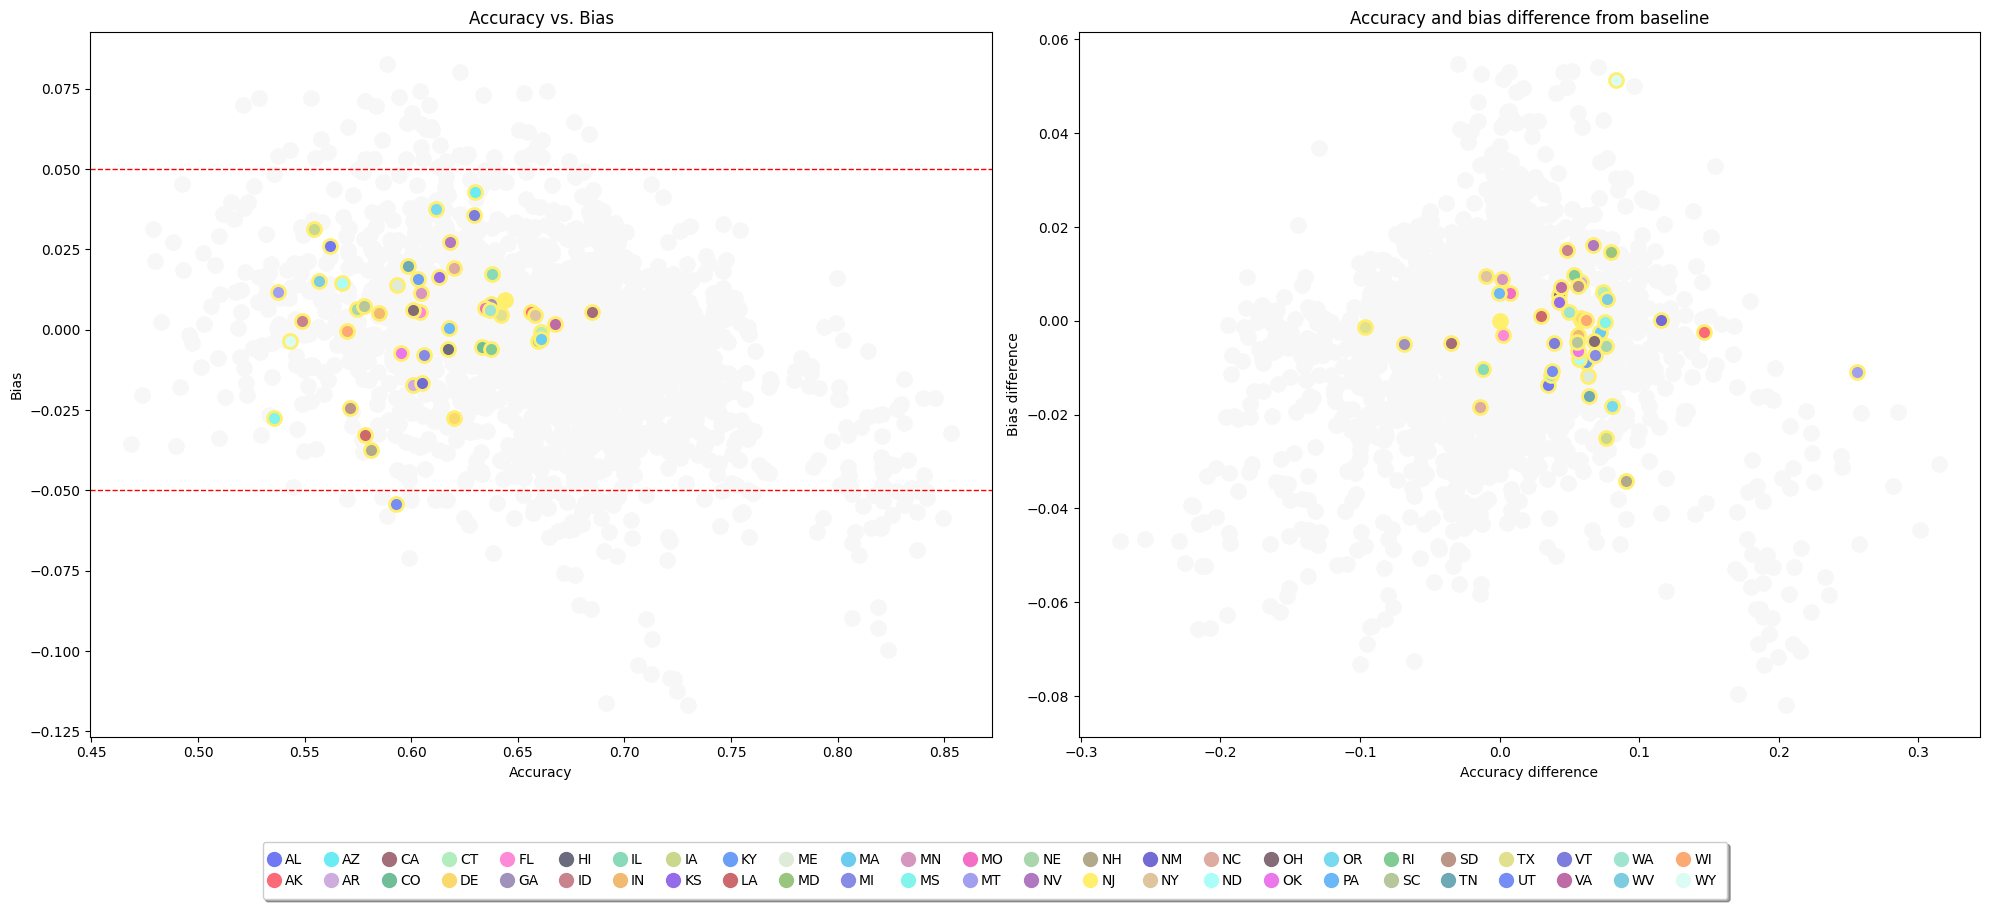 Accuracy vs. Bias
Accuracy and bias difference from baseline
0.075
0.050
0.025
0.000
−0.025
−0.050
−0.075
−0.100
−0.125
Bias
0.45 0.50 0.55 0.60 0.65 0.70 0.75 0.80 0.85
Accuracy
0.06
0.04
0.02
0.00
−0.02
−0.04
−0.06
−0.08
Bias difference
−0.3 −0.2 −0.1 0.0 0.1 0.2 0.3
Accuracy difference
AL AZ CA CT FL HI IL IA KY ME MA MN MO NE NH NM NC OH OR RI SD TX VT WA WI
AK AR CO DE GA ID IN KS LA MD MI MS MT NV NJ NY ND OK PA SC TN UT VA WV WY